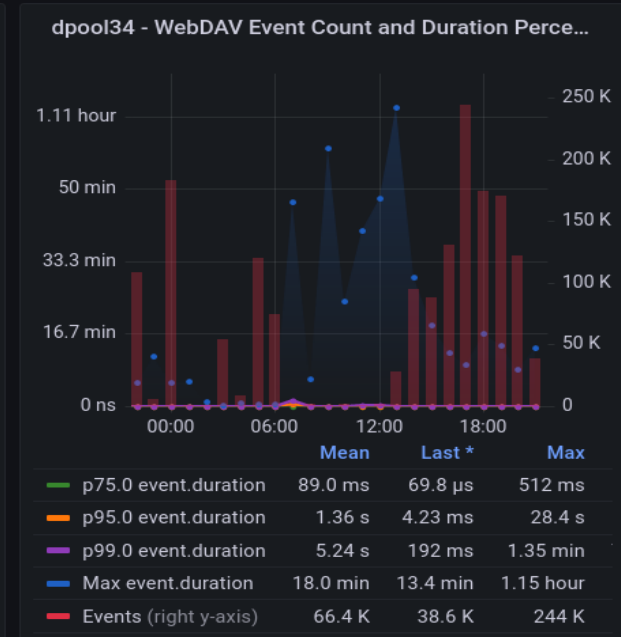 dpool34 - WebDAV Event Count and Duration Perce...
1.11 hour
50 min
33.3 min
16.7 min
0 ns
250 K
200 K
150 K
100 K
50 K
0
00:00 06:00 12:00 18:00
Mean Last * Max
p75.0 event.duration 89.0 ms 69.8 µs 512 ms
p95.0 event.duration 1.36 s 4.23 ms 28.4 s
p99.0 event.duration 5.24 s 192 ms 1.35 min
Max event.duration 18.0 min 13.4 min 1.15 hour
Events (right y-axis) 66.4 K 38.6 K 244 K